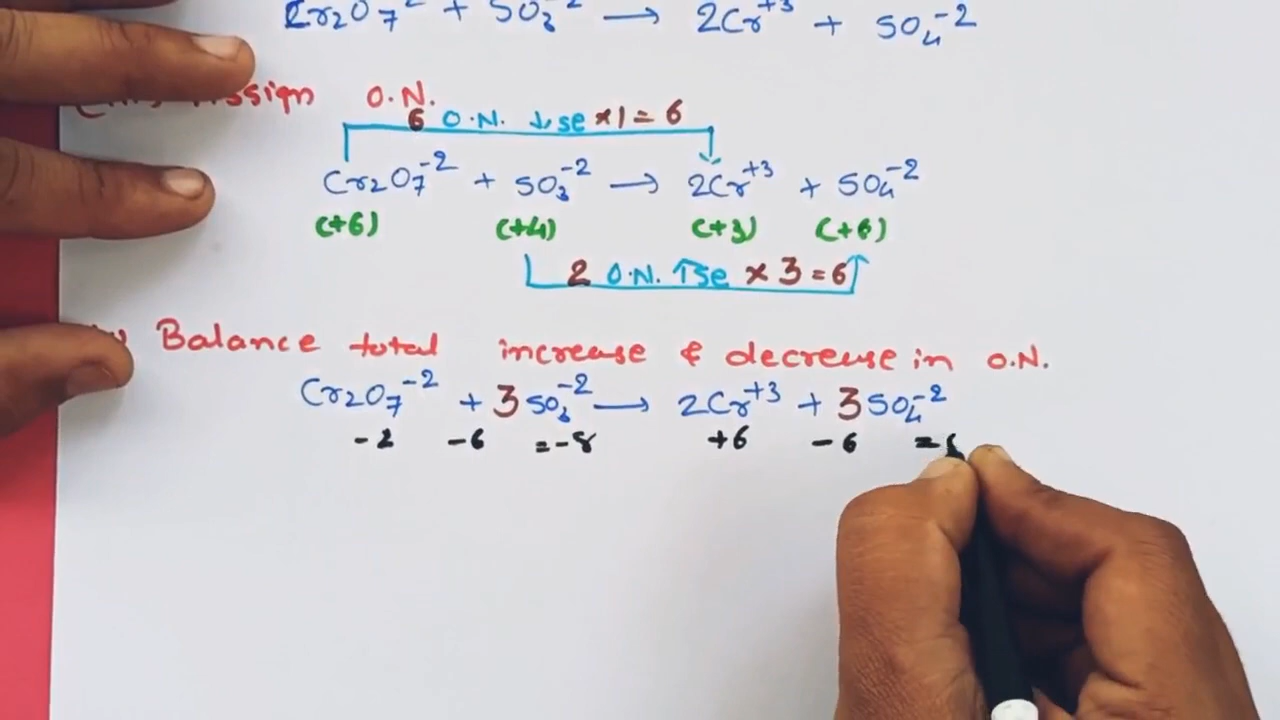 Cr₂O₇⁻² + SO₃⁻² → 2Cr⁺³ + SO₄⁻²
Assign O.N.
6 O.N. ↓se ×1 = 6
Cr₂O₇⁻² + SO₃⁻² → 2Cr⁺³ + SO₄⁻²
(+6) (+4) (+3) (+6)
2 O.N. ↑se × 3 = 6
Balance total increase & decrease in O.N.
Cr₂O₇⁻² + 3SO₃⁻² → 2Cr⁺³ + 3SO₄⁻²
-2 -6 =-8 +6 -6 =